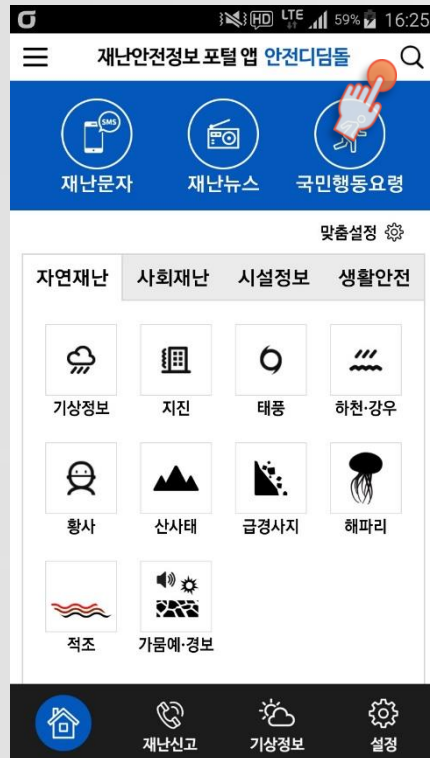 HD LTE 59% 16:25
재난안전정보 포털 앱 안전디딤돌
SMS
재난문자 재난뉴스 국민행동요령
맞춤설정
자연재난 사회재난 시설정보 생활안전
기상정보 지진 태풍 하천·강우
황사 산사태 급경사지 해파리
적조 가뭄예·경보
재난신고 기상정보 설정